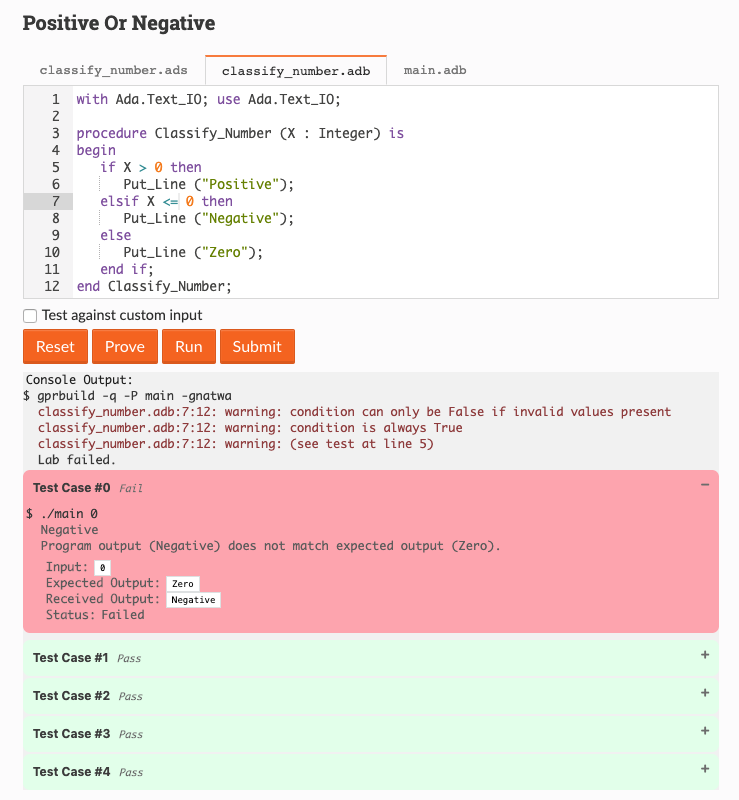 Positive Or Negative
classify_number.ads classify_number.adb main.adb
1 with Ada.Text_IO; use Ada.Text_IO;
2
3 procedure Classify_Number (X : Integer) is
4 begin
5 if X > 0 then
6 Put_Line ("Positive");
7 elsif X <= 0 then
8 Put_Line ("Negative");
9 else
10 Put_Line ("Zero");
11 end if;
12 end Classify_Number;
Test against custom input
Reset Prove Run Submit
Console Output:
$ gprbuild -q -P main -gnatwa
classify_number.adb:7:12: warning: condition can only be False if invalid values present
classify_number.adb:7:12: warning: condition is always True
classify_number.adb:7:12: warning: (see test at line 5)
Lab failed.
Test Case #0 Fail −
$ ./main 0
Negative
Program output (Negative) does not match expected output (Zero).
Input: 0
Expected Output: Zero
Received Output: Negative
Status: Failed
Test Case #1 Pass +
Test Case #2 Pass +
Test Case #3 Pass +
Test Case #4 Pass +